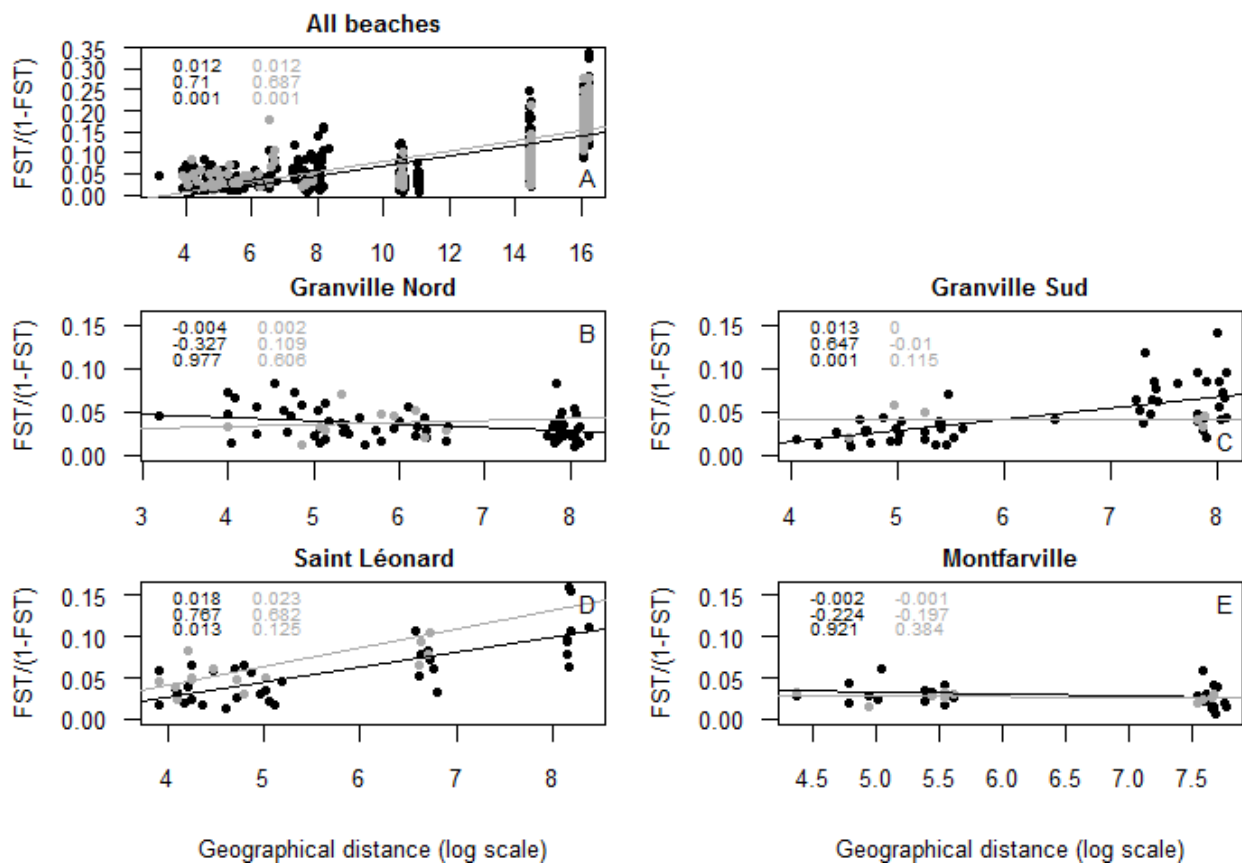 All beaches
FST/(1-FST)
0.35
0.30
0.25
0.20
0.15
0.10
0.05
0.00
0.012 0.012
0.71 0.687
0.001 0.001
A
4 6 8 10 12 14 16
Granville Nord
FST/(1-FST)
0.15
0.10
0.05
0.00
-0.004 0.002
-0.327 0.109
0.977 0.606
B
3 4 5 6 7 8
Granville Sud
FST/(1-FST)
0.15
0.10
0.05
0.00
0.013 0
0.647 -0.01
0.001 0.115
C
4 5 6 7 8
Saint Léonard
FST/(1-FST)
0.15
0.10
0.05
0.00
0.018 0.023
0.767 0.682
0.013 0.125
D
4 5 6 7 8
Geographical distance (log scale)
Montfarville
FST/(1-FST)
0.15
0.10
0.05
0.00
-0.002 -0.001
-0.224 -0.197
0.921 0.384
E
4.5 5.0 5.5 6.0 6.5 7.0 7.5
Geographical distance (log scale)